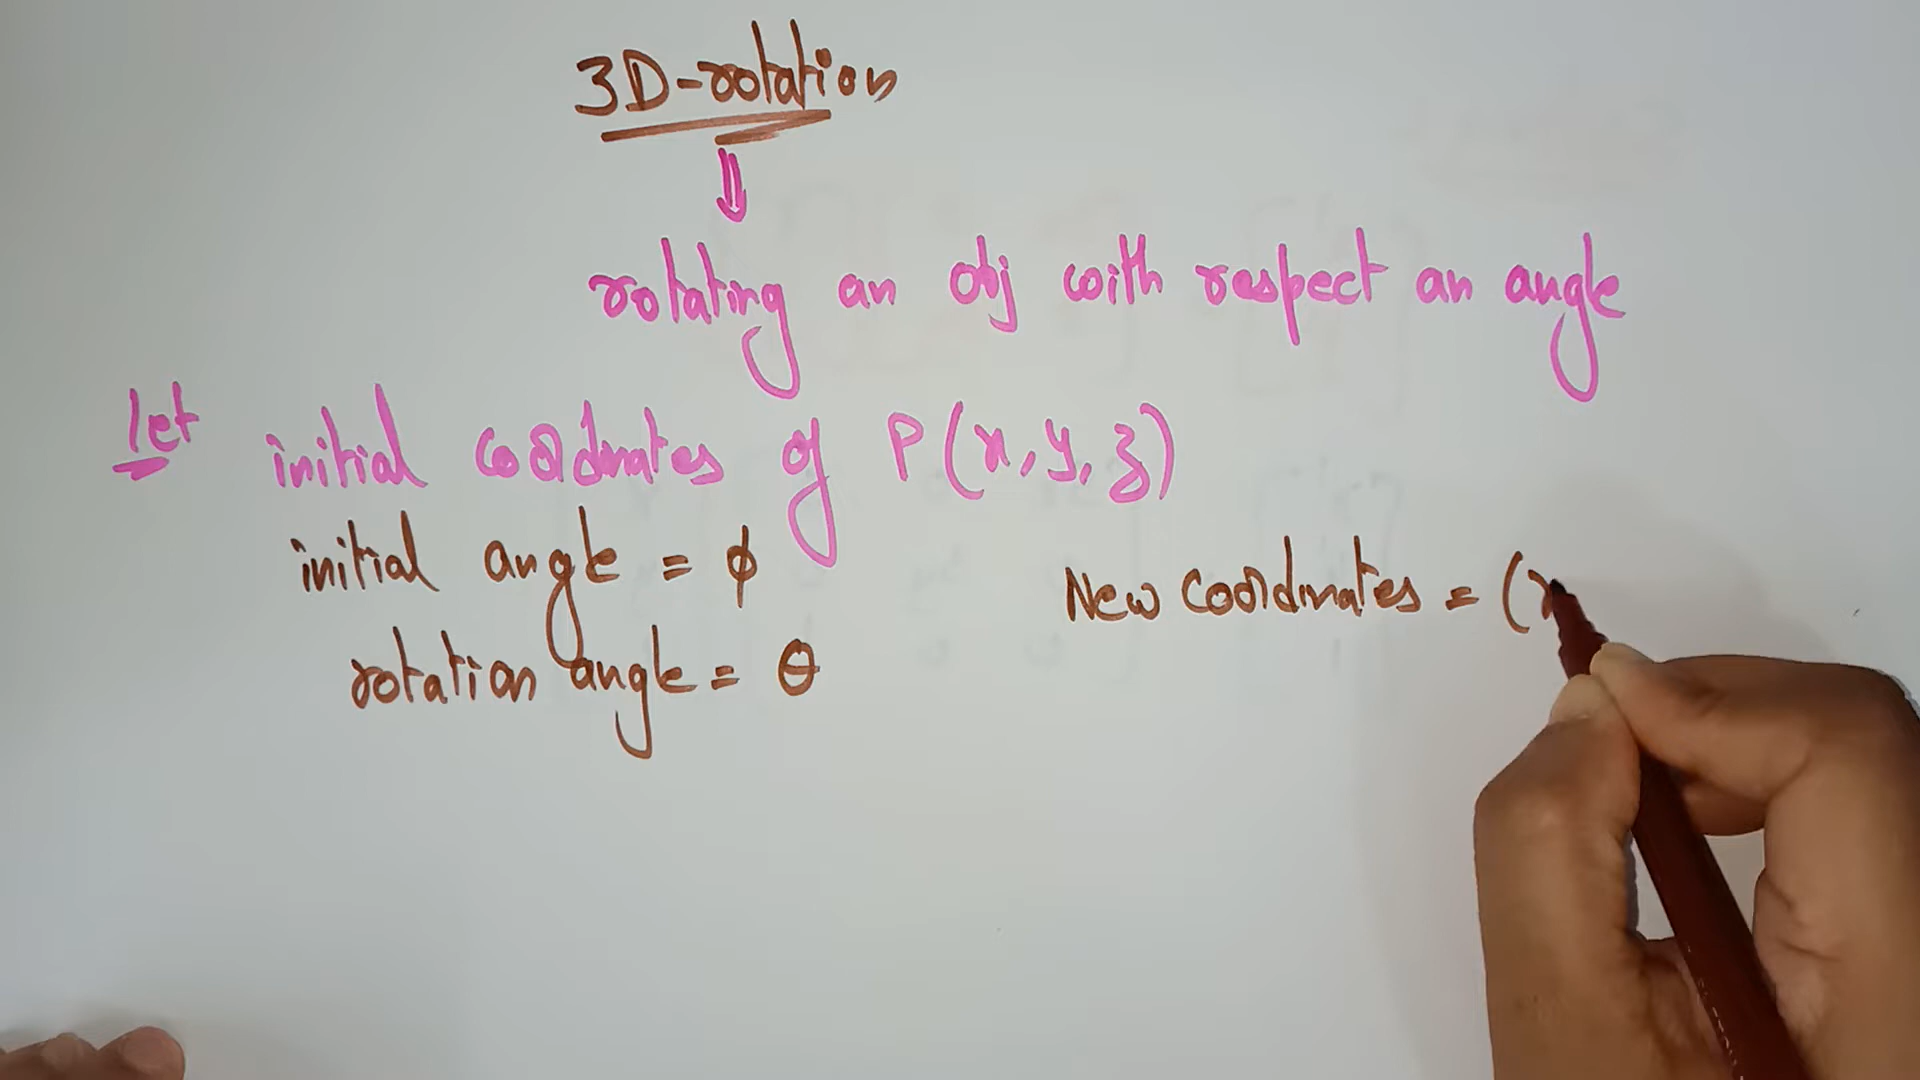 3D-rotation
rotating an obj with respect an angle
let initial coordinates of P(x, y, z)
initial angle = φ
New coordinates = (x
rotation angle = θ